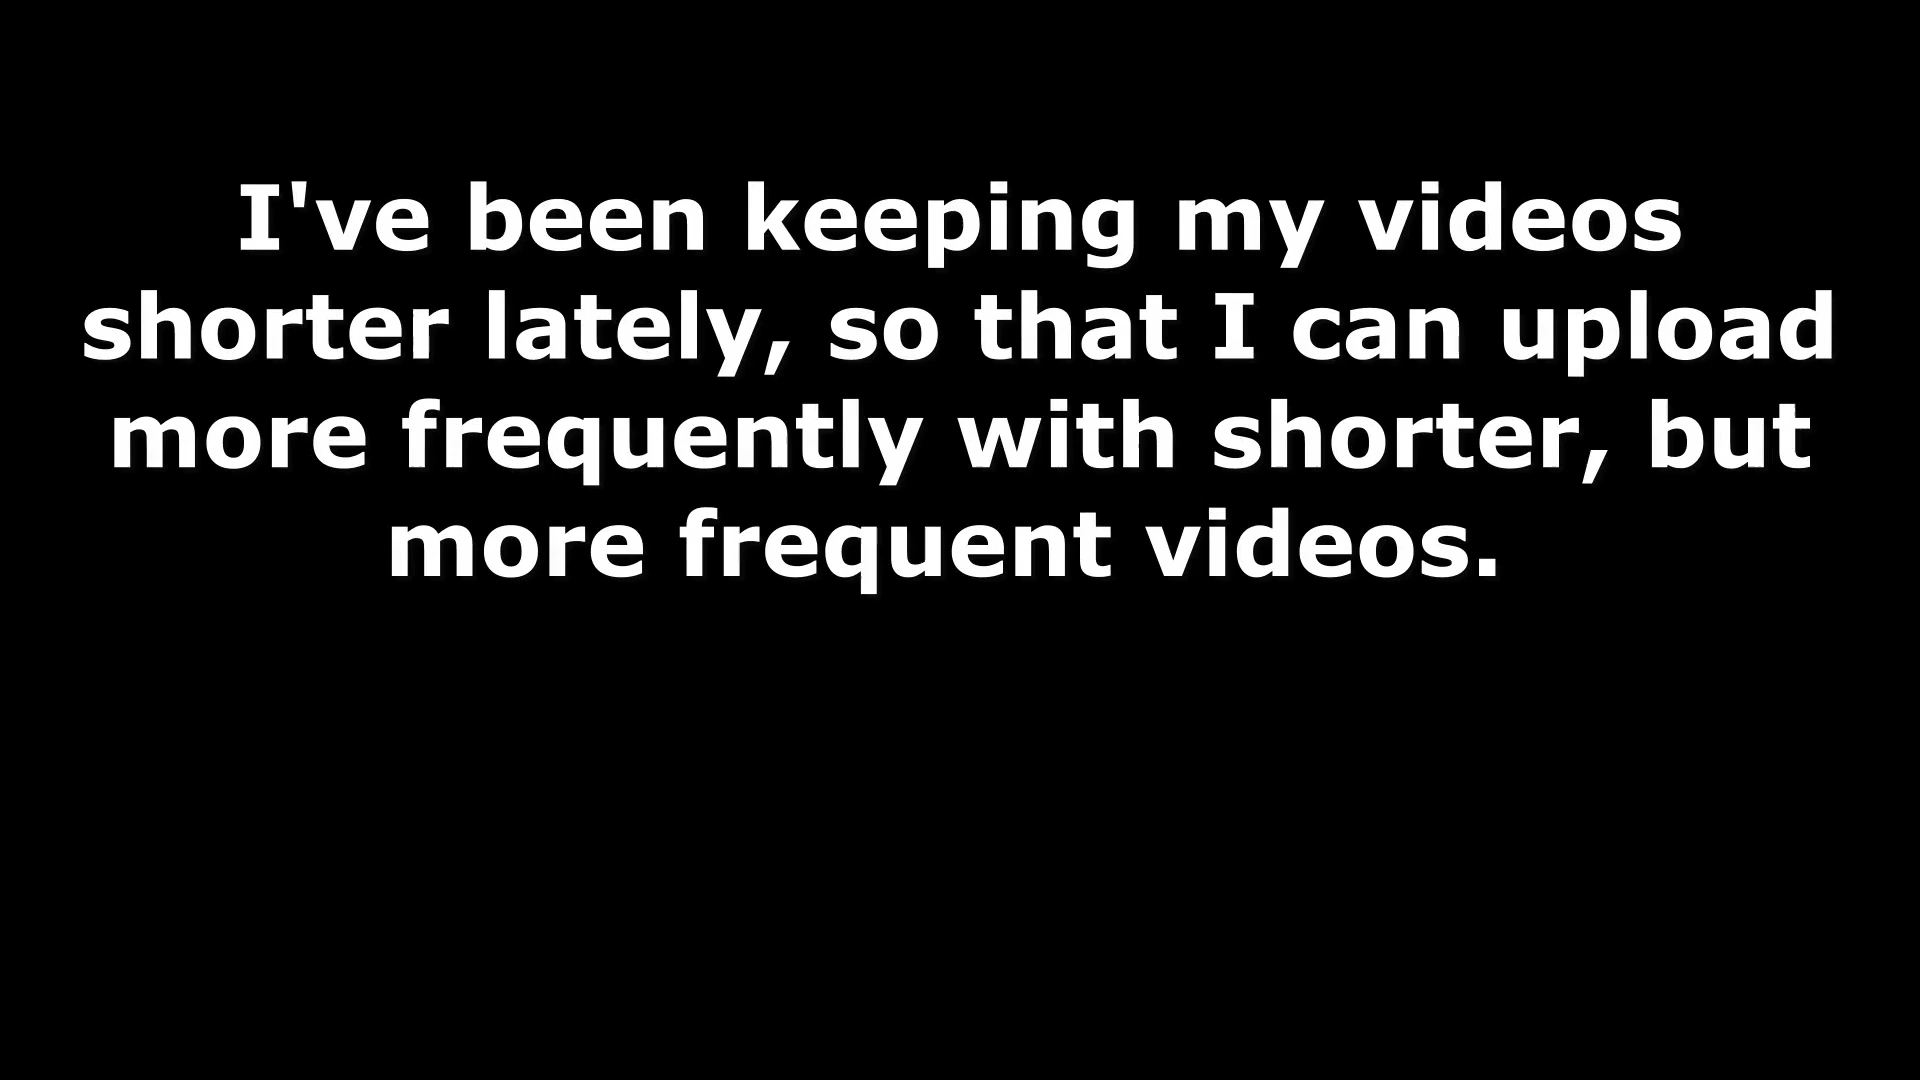 I've been keeping my videos
shorter lately, so that I can upload
more frequently with shorter, but
more frequent videos.